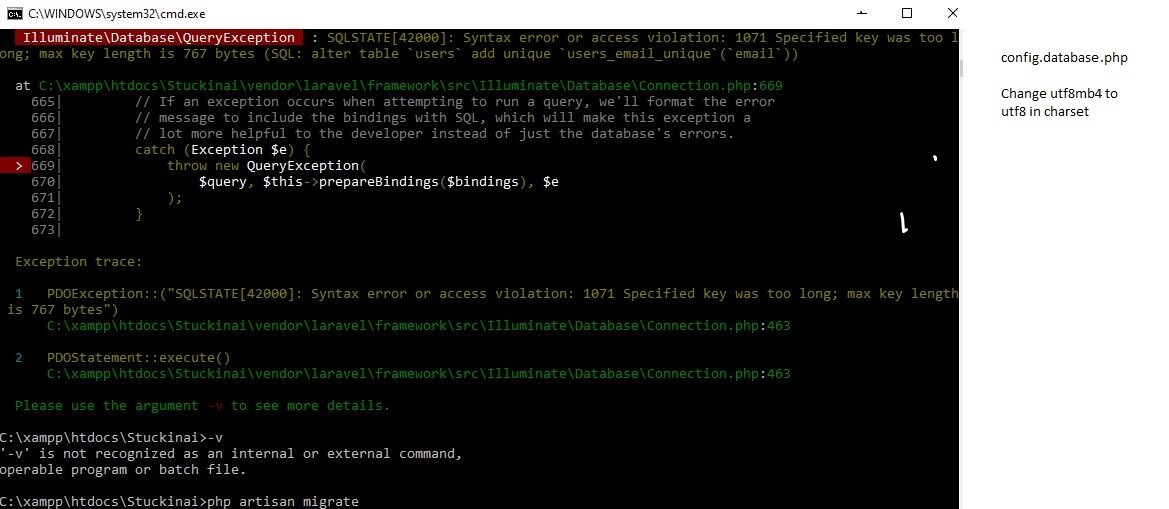 C:\WINDOWS\system32\cmd.exe
Illuminate\Database\QueryException : SQLSTATE[42000]: Syntax error or access violation: 1071 Specified key was too l
ong; max key length is 767 bytes (SQL: alter table `users` add unique `users_email_unique`(`email`))
at C:\xampp\htdocs\Stuckinai\vendor\laravel\framework\src\Illuminate\Database\Connection.php:669
665| // If an exception occurs when attempting to run a query, we'll format the error
666| // message to include the bindings with SQL, which will make this exception a
667| // lot more helpful to the developer instead of just the database's errors.
668| catch (Exception $e) {
> 669| throw new QueryException(
670| $query, $this->prepareBindings($bindings), $e
671| );
672| }
673|
Exception trace:
1 PDOException::("SQLSTATE[42000]: Syntax error or access violation: 1071 Specified key was too long; max key length
is 767 bytes")
C:\xampp\htdocs\Stuckinai\vendor\laravel\framework\src\Illuminate\Database\Connection.php:463
2 PDOStatement::execute()
C:\xampp\htdocs\Stuckinai\vendor\laravel\framework\src\Illuminate\Database\Connection.php:463
Please use the argument -v to see more details.
C:\xampp\htdocs\Stuckinai>-v
'-v' is not recognized as an internal or external command,
operable program or batch file.
C:\xampp\htdocs\Stuckinai>php artisan migrate
config.database.php
Change utf8mb4 to
utf8 in charset